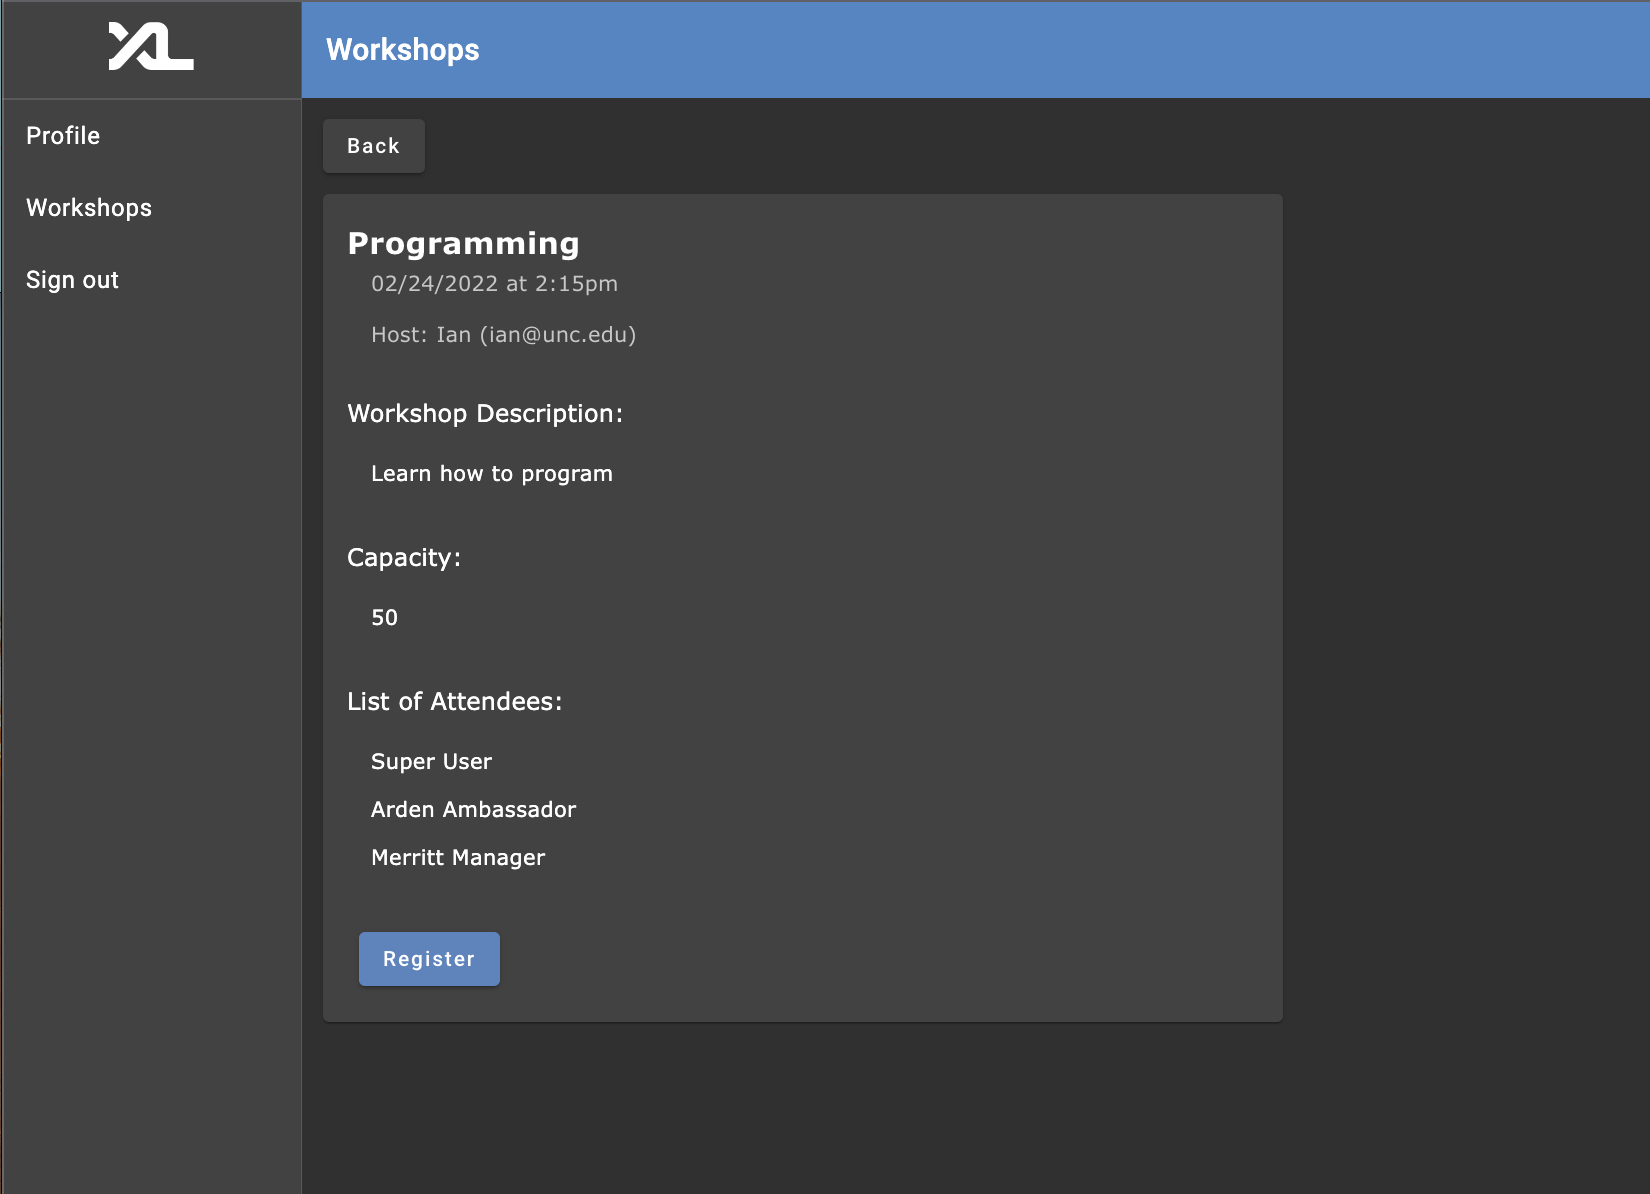 XL
Workshops
Profile
Workshops
Sign out
Back
Programming
02/24/2022 at 2:15pm
Host: Ian (ian@unc.edu)
Workshop Description:
Learn how to program
Capacity:
50
List of Attendees:
Super User
Arden Ambassador
Merritt Manager
Register